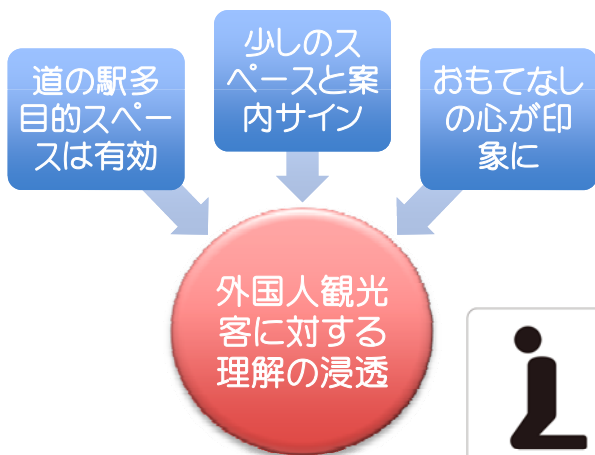 道の駅多
目的スペー
スは有効
少しのス
ペースと案
内サイン
おもてなし
の心が印
象に
外国人観光
客に対する
理解の浸透